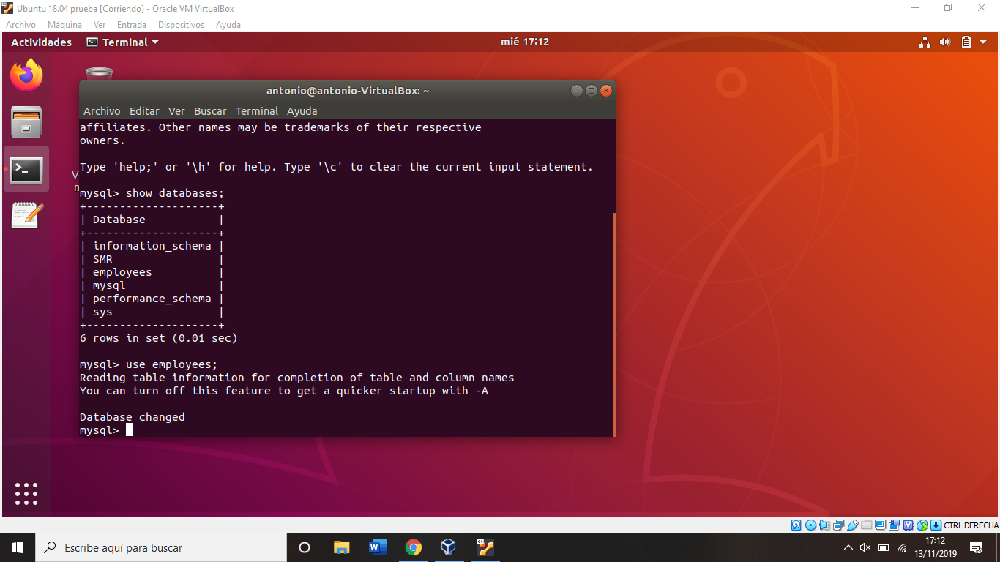 Ubuntu 18.04 prueba [Corriendo] - Oracle VM VirtualBox
Archivo Máquina Ver Entrada Dispositivos Ayuda
Actividades Terminal mié 17:12
antonio@antonio-VirtualBox: ~
Archivo Editar Ver Buscar Terminal Ayuda
affiliates. Other names may be trademarks of their respective
owners.
Type 'help;' or '\h' for help. Type '\c' to clear the current input statement.
mysql> show databases;
+--------------------+
| Database           |
+--------------------+
| information_schema |
| SMR                |
| employees          |
| mysql              |
| performance_schema |
| sys                |
+--------------------+
6 rows in set (0.01 sec)
mysql> use employees;
Reading table information for completion of table and column names
You can turn off this feature to get a quicker startup with -A
Database changed
mysql>
CTRL DERECHA
Escribe aquí para buscar
17:12
13/11/2019